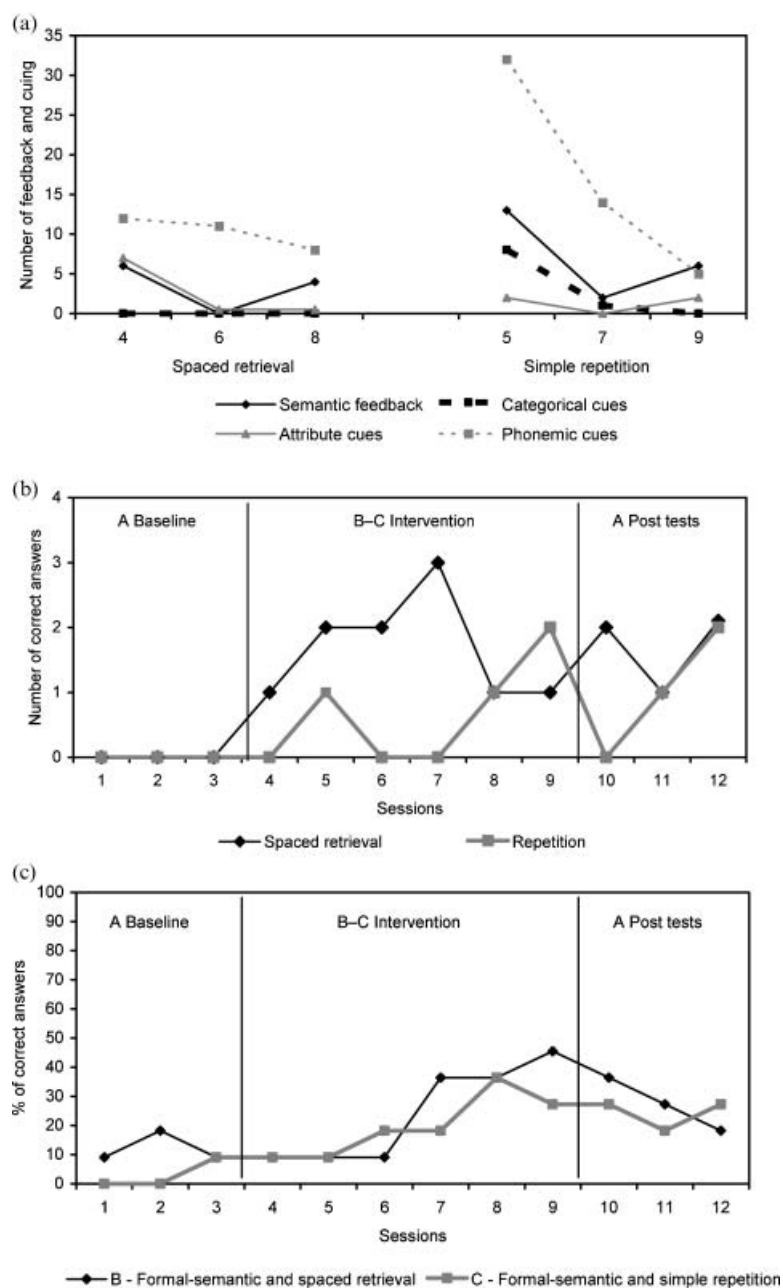 (a)
35
30
25
20
15
10
5
0
Number of feedback and cuing
4 6 8 5 7 9
Spaced retrieval Simple repetition
Semantic feedback Categorical cues
Attribute cues Phonemic cues
(b)
4
3
2
1
0
Number of correct answers
A Baseline B–C Intervention A Post tests
1 2 3 4 5 6 7 8 9 10 11 12
Sessions
Spaced retrieval Repetition
(c)
100
90
80
70
60
50
40
30
20
10
0
% of correct answers
A Baseline B–C Intervention A Post tests
1 2 3 4 5 6 7 8 9 10 11 12
Sessions
B - Formal-semantic and spaced retrieval C - Formal-semantic and simple repetition